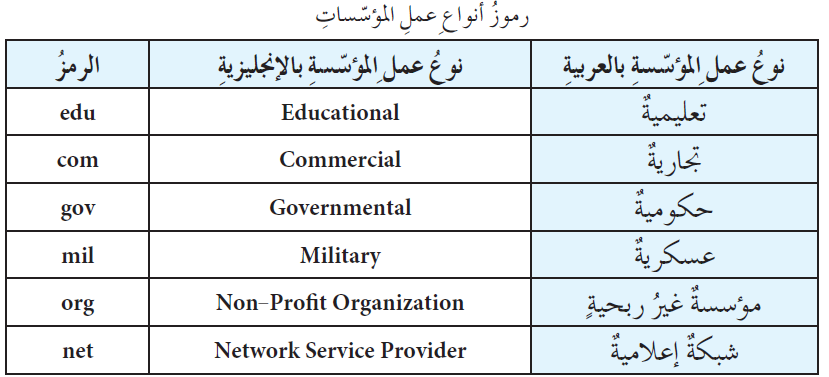 رموزُ أنواعِ عملِ المؤسّساتِ
نوعُ عملِ المؤسّسةِ بالعربيةِ نوعُ عملِ المؤسّسةِ بالإنجليزيةِ الرمزُ
تعليميةٌ Educational edu
تجاريةٌ Commercial com
حكوميةٌ Governmental gov
عسكريةٌ Military mil
مؤسسةٌ غيرُ ربحيةٍ Non–Profit Organization org
شبكةٌ إعلاميةٌ Network Service Provider net